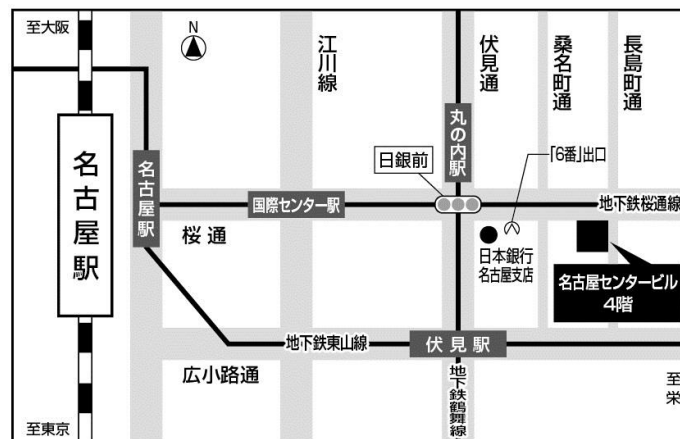 至大阪
N
江川線
伏見通
桑名町通
長島町通
名古屋駅
名古屋駅
丸の内駅
日銀前
「6番」出口
国際センター駅
地下鉄桜通線
桜通
日本銀行
名古屋支店
名古屋センタービル
4階
地下鉄東山線
伏見駅
広小路通
地下鉄鶴舞線
至東京
至
栄